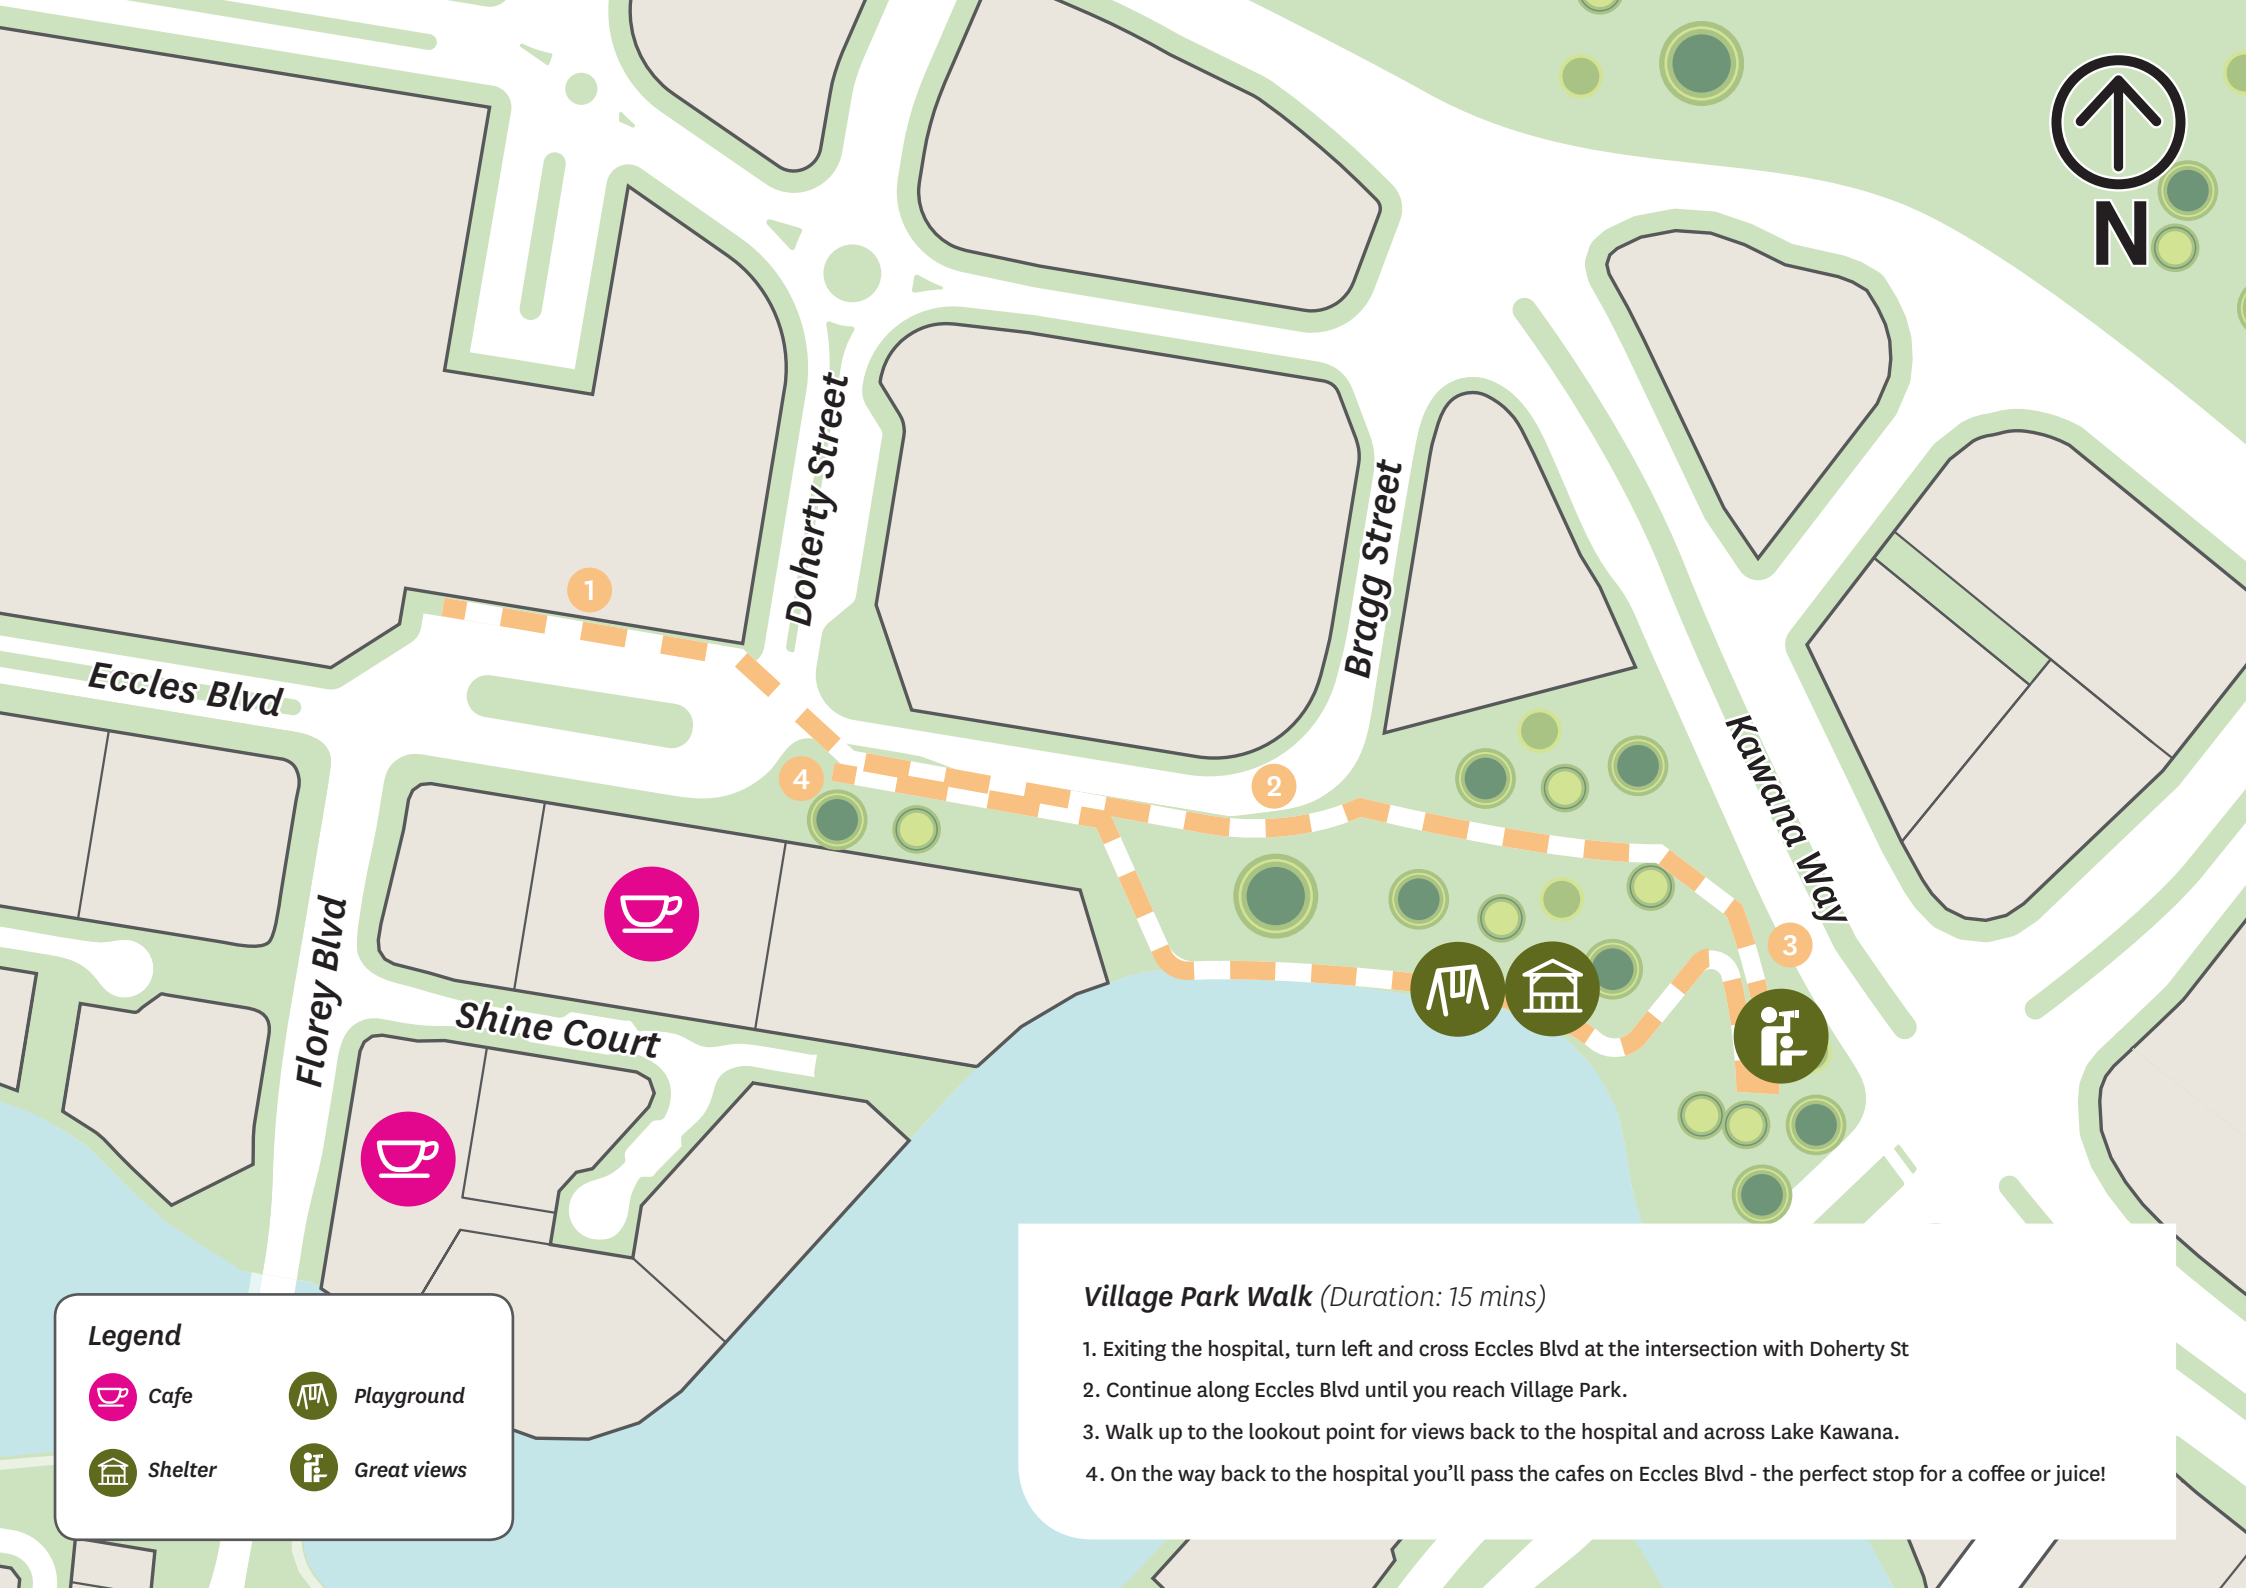 N
Doherty Street
Bragg Street
1
Eccles Blvd
Kawana Way
4
2
3
Florey Blvd
Shine Court
Legend
Cafe
Playground
Shelter
Great views
Village Park Walk (Duration: 15 mins)
1. Exiting the hospital, turn left and cross Eccles Blvd at the intersection with Doherty St
2. Continue along Eccles Blvd until you reach Village Park.
3. Walk up to the lookout point for views back to the hospital and across Lake Kawana.
4. On the way back to the hospital you’ll pass the cafes on Eccles Blvd - the perfect stop for a coffee or juice!